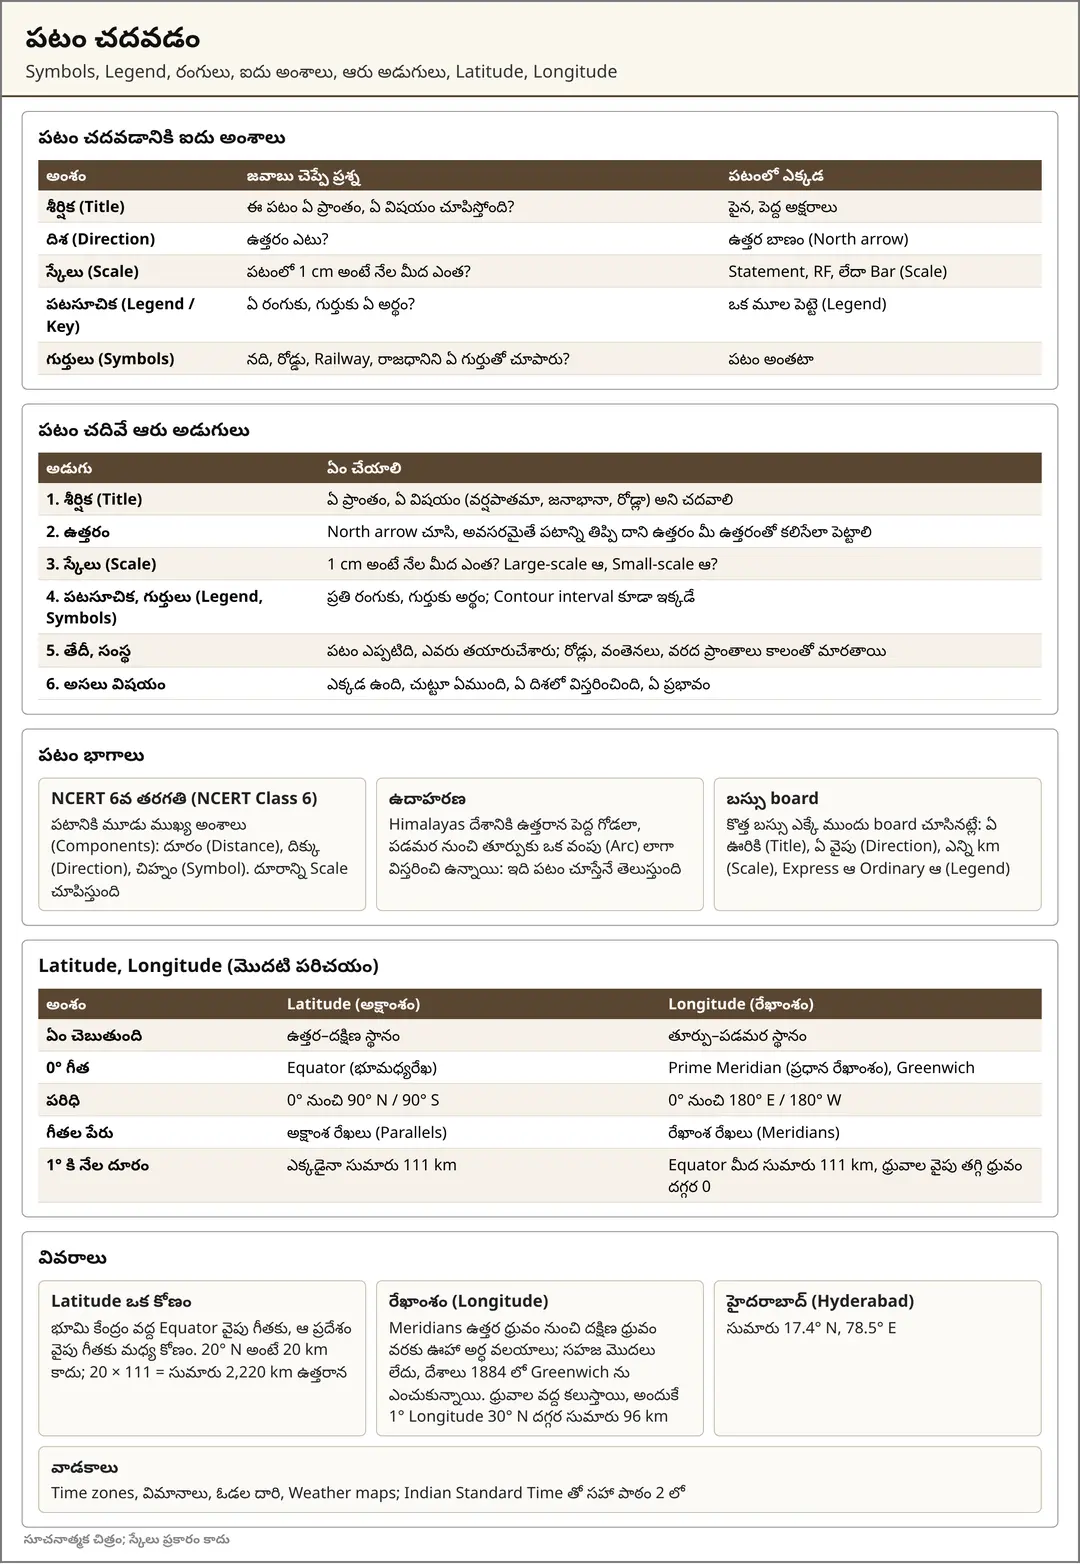 పటం చదవడం
Symbols, Legend, రంగులు, ఐదు అంశాలు, ఆరు అడుగులు, Latitude, Longitude
పటం చదవడానికి ఐదు అంశాలు
అంశం జవాబు చెప్పే ప్రశ్న పటంలో ఎక్కడ
శీర్షిక (Title) ఈ పటం ఏ ప్రాంతం, ఏ విషయం చూపిస్తోంది? పైన, పెద్ద అక్షరాలు
దిశ (Direction) ఉత్తరం ఎటు? ఉత్తర బాణం (North arrow)
స్కేలు (Scale) పటంలో 1 cm అంటే నేల మీద ఎంత? Statement, RF, లేదా Bar (Scale)
పటసూచిక (Legend / ఏ రంగుకు, గుర్తుకు ఏ అర్థం? ఒక మూల పెట్టె (Legend)
Key)
గుర్తులు (Symbols) నది, రోడ్డు, Railway, రాజధానిని ఏ గుర్తుతో చూపారు? పటం అంతటా
పటం చదివే ఆరు అడుగులు
అడుగు ఏం చేయాలి
1. శీర్షిక (Title) ఏ ప్రాంతం, ఏ విషయం (వర్షపాతమా, జనాభానా, రోడ్లా) అని చదవాలి
2. ఉత్తరం North arrow చూసి, అవసరమైతే పటాన్ని తిప్పి దాని ఉత్తరం మీ ఉత్తరంతో కలిసేలా పెట్టాలి
3. స్కేలు (Scale) 1 cm అంటే నేల మీద ఎంత? Large-scale ఆ, Small-scale ఆ?
4. పటసూచిక, గుర్తులు (Legend, ప్రతి రంగుకు, గుర్తుకు అర్థం; Contour interval కూడా ఇక్కడే
Symbols)
5. తేదీ, సంస్థ పటం ఎప్పటిది, ఎవరు తయారుచేశారు; రోడ్లు, వంతెనలు, వరద ప్రాంతాలు కాలంతో మారతాయి
6. అసలు విషయం ఎక్కడ ఉంది, చుట్టూ ఏముంది, ఏ దిశలో విస్తరించింది, ఏ ప్రభావం
పటం భాగాలు
NCERT 6వ తరగతి (NCERT Class 6)
పటానికి మూడు ముఖ్య అంశాలు
(Components): దూరం (Distance), దిక్కు
(Direction), చిహ్నం (Symbol). దూరాన్ని Scale
చూపిస్తుంది
ఉదాహరణ
Himalayas దేశానికి ఉత్తరాన పెద్ద గోడలా,
పడమర నుంచి తూర్పుకు ఒక వంపు (Arc) లాగా
విస్తరించి ఉన్నాయి: ఇది పటం చూస్తేనే తెలుస్తుంది
బస్సు board
కొత్త బస్సు ఎక్కే ముందు board చూసినట్లే: ఏ
ఊరికి (Title), ఏ వైపు (Direction), ఎన్ని km
(Scale), Express ఆ Ordinary ఆ (Legend)
Latitude, Longitude (మొదటి పరిచయం)
అంశం Latitude (అక్షాంశం) Longitude (రేఖాంశం)
ఏం చెబుతుంది ఉత్తర–దక్షిణ స్థానం తూర్పు–పడమర స్థానం
0° గీత Equator (భూమధ్యరేఖ) Prime Meridian (ప్రధాన రేఖాంశం), Greenwich
పరిధి 0° నుంచి 90° N / 90° S 0° నుంచి 180° E / 180° W
గీతల పేరు అక్షాంశ రేఖలు (Parallels) రేఖాంశ రేఖలు (Meridians)
1° కి నేల దూరం ఎక్కడైనా సుమారు 111 km Equator మీద సుమారు 111 km, ధ్రువాల వైపు తగ్గి ధ్రువం
దగ్గర 0
వివరాలు
Latitude ఒక కోణం
భూమి కేంద్రం వద్ద Equator వైపు గీతకు, ఆ ప్రదేశం
వైపు గీతకు మధ్య కోణం. 20° N అంటే 20 km
కాదు; 20 × 111 = సుమారు 2,220 km ఉత్తరాన
రేఖాంశం (Longitude)
Meridians ఉత్తర ధ్రువం నుంచి దక్షిణ ధ్రువం
వరకు ఊహా అర్ధ వలయాలు; సహజ మొదలు
లేదు, దేశాలు 1884 లో Greenwich ను
ఎంచుకున్నాయి. ధ్రువాల వద్ద కలుస్తాయి, అందుకే
1° Longitude 30° N దగ్గర సుమారు 96 km
హైదరాబాద్ (Hyderabad)
సుమారు 17.4° N, 78.5° E
వాడకాలు
Time zones, విమానాలు, ఓడల దారి, Weather maps; Indian Standard Time తో సహా పాఠం 2 లో
సూచనాత్మక చిత్రం; స్కేలు ప్రకారం కాదు